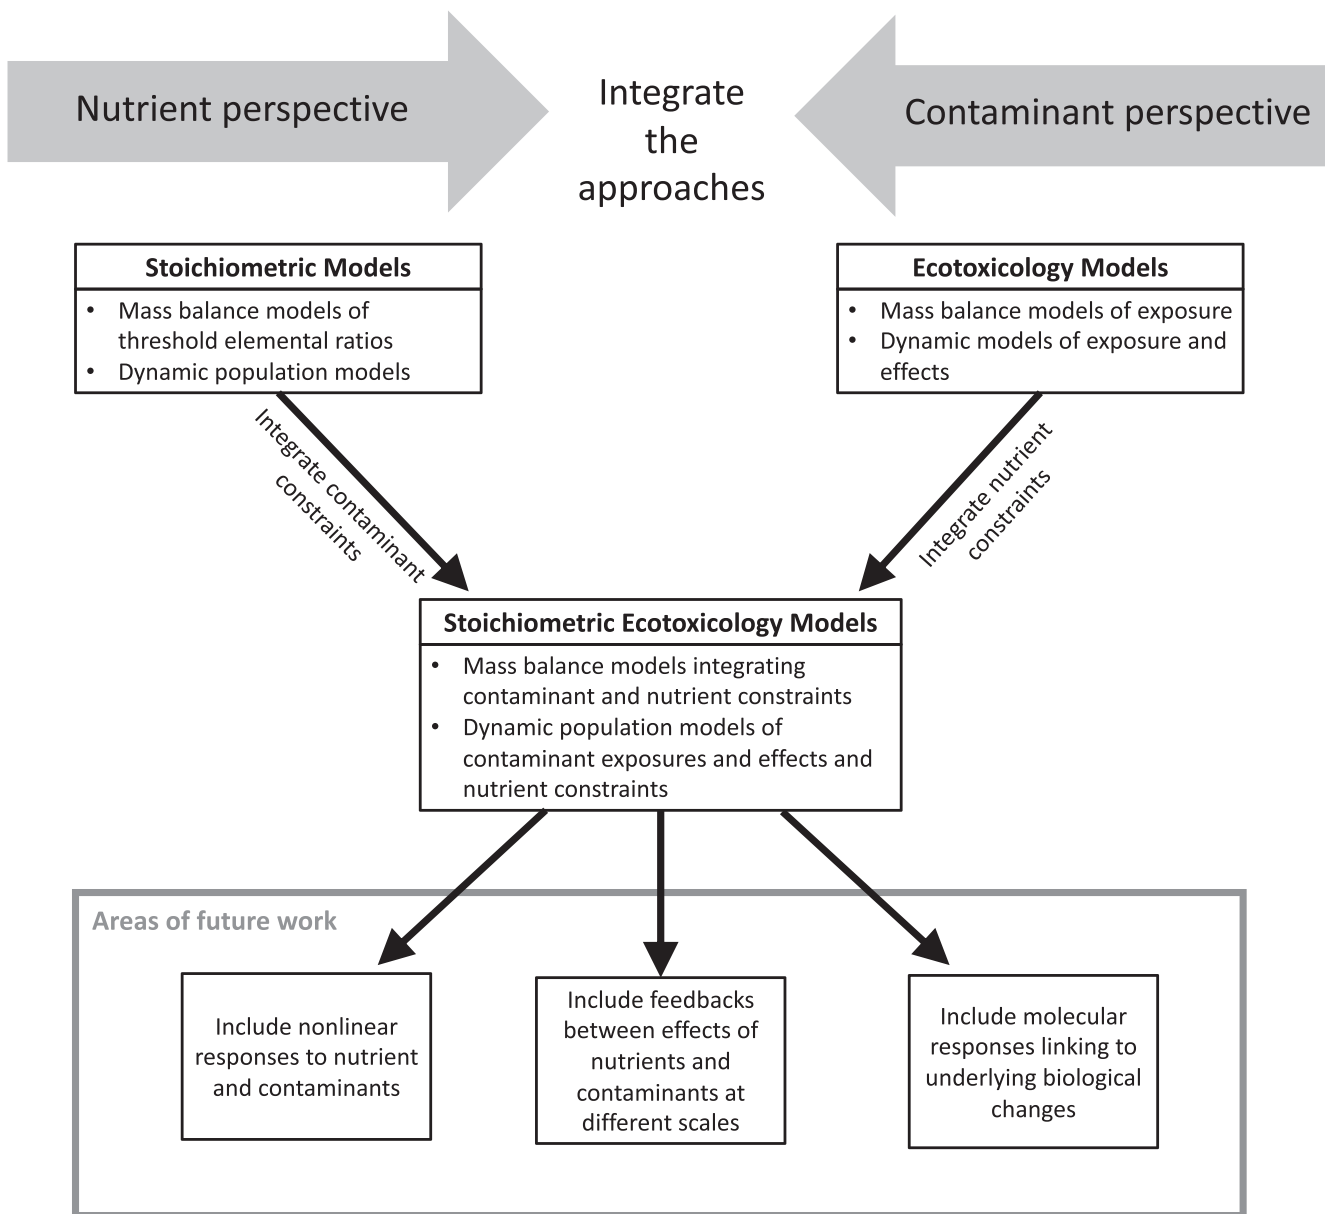 Nutrient perspective
Integrate
the
approaches
Contaminant perspective
Stoichiometric Models
• Mass balance models of
threshold elemental ratios
• Dynamic population models
Ecotoxicology Models
• Mass balance models of exposure
• Dynamic models of exposure and
effects
Integrate contaminant
constraints
Integrate nutrient
constraints
Stoichiometric Ecotoxicology Models
• Mass balance models integrating
contaminant and nutrient constraints
• Dynamic population models of
contaminant exposures and effects and
nutrient constraints
Areas of future work
Include nonlinear
responses to nutrient
and contaminants
Include feedbacks
between effects of
nutrients and
contaminants at
different scales
Include molecular
responses linking to
underlying biological
changes